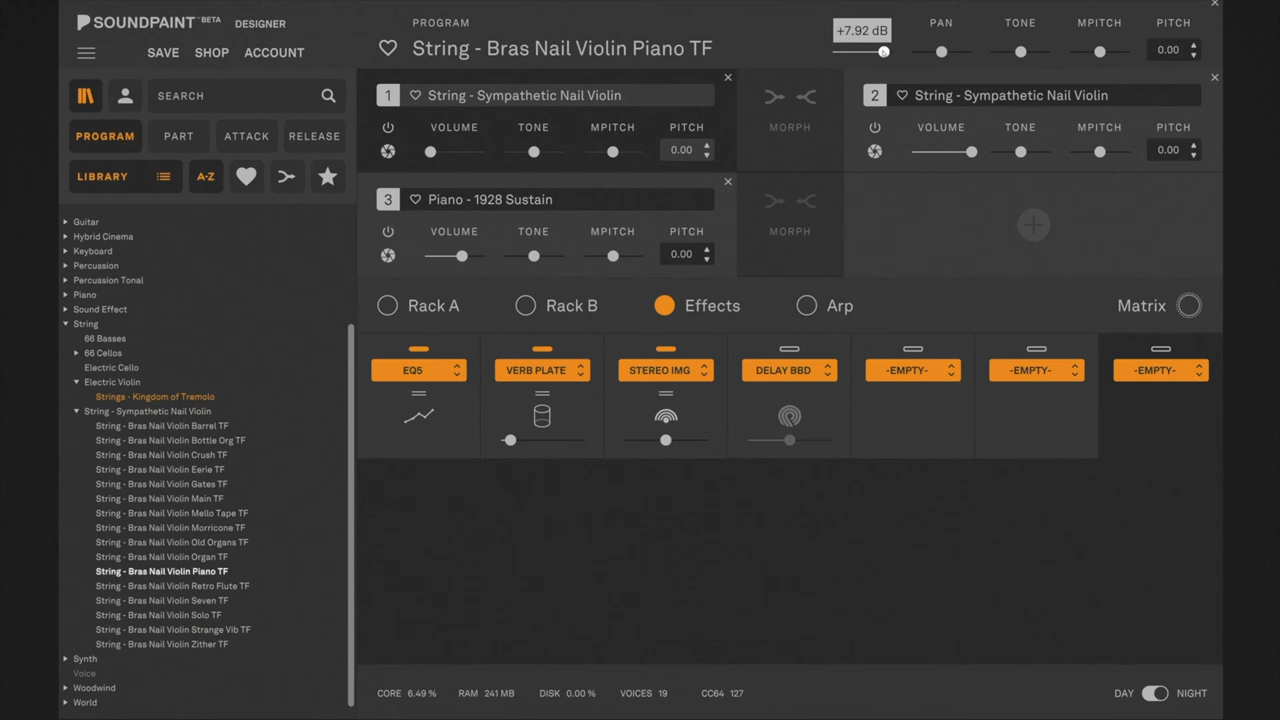 SOUNDPAINT BETA DESIGNER
SAVE SHOP ACCOUNT
PROGRAM
String - Bras Nail Violin Piano TF
+7.92 dB
PAN TONE MPITCH PITCH
0.00
SEARCH
PROGRAM PART ATTACK RELEASE
LIBRARY A-Z
1 String - Sympathetic Nail Violin
VOLUME TONE MPITCH PITCH
0.00
MORPH
2 String - Sympathetic Nail Violin
VOLUME TONE MPITCH PITCH
0.00
3 Piano - 1928 Sustain
VOLUME TONE MPITCH PITCH
0.00
MORPH
Guitar
Hybrid Cinema
Keyboard
Percussion
Percussion Tonal
Piano
Sound Effect
String
66 Basses
66 Cellos
Electric Cello
Electric Violin
Strings - Kingdom of Tremolo
String - Sympathetic Nail Violin
String - Bras Nail Violin Barrel TF
String - Bras Nail Violin Bottle Org TF
String - Bras Nail Violin Crush TF
String - Bras Nail Violin Eerie TF
String - Bras Nail Violin Gates TF
String - Bras Nail Violin Main TF
String - Bras Nail Violin Mello Tape TF
String - Bras Nail Violin Morricone TF
String - Bras Nail Violin Old Organs TF
String - Bras Nail Violin Organ TF
String - Bras Nail Violin Piano TF
String - Bras Nail Violin Retro Flute TF
String - Bras Nail Violin Seven TF
String - Bras Nail Violin Solo TF
String - Bras Nail Violin Strange Vib TF
String - Bras Nail Violin Zither TF
Synth
Voice
Woodwind
World
Rack A Rack B Effects Arp Matrix
EQ5 VERB PLATE STEREO IMG DELAY BBD -EMPTY- -EMPTY- -EMPTY-
CORE 6.49 % RAM 241 MB DISK 0.00 % VOICES 19 CC64 127
DAY NIGHT